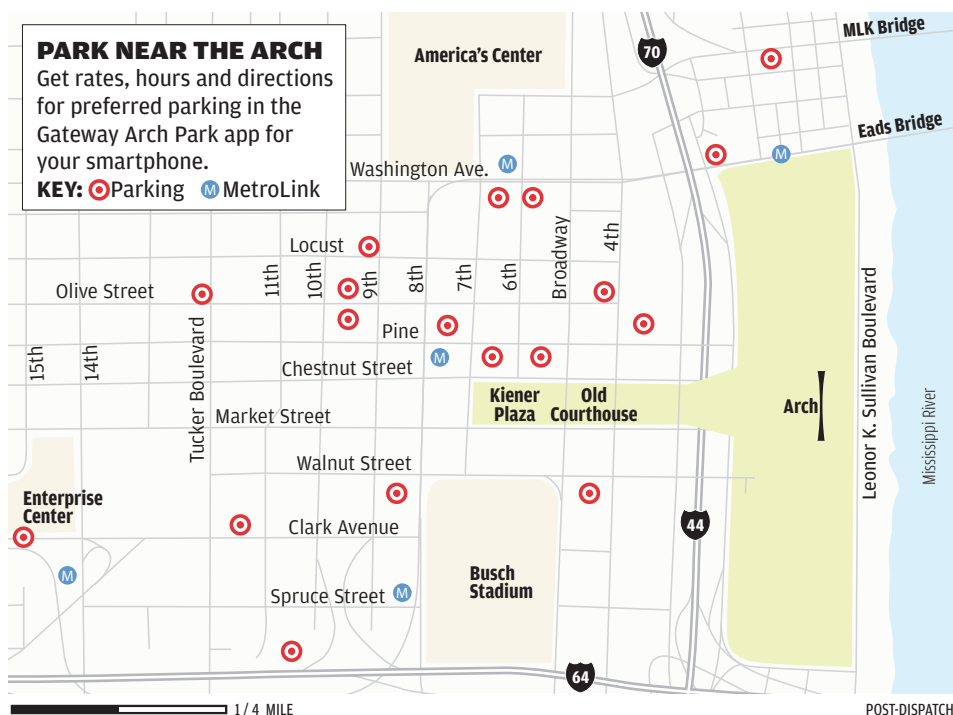 PARK NEAR THE ARCH
Get rates, hours and directions
for preferred parking in the
Gateway Arch Park app for
your smartphone.
KEY: Parking M MetroLink
America's Center
70
MLK Bridge
Eads Bridge
M
M
Washington Ave.
Locust
Olive Street
11th
10th
9th
8th
7th
6th
Broadway
4th
Pine
M
Chestnut Street
15th
14th
Tucker Boulevard
Market Street
Kiener
Plaza
Old
Courthouse
Arch
Leonor K. Sullivan Boulevard
Mississippi River
Walnut Street
Enterprise
Center
Clark Avenue
44
M
Spruce Street
M
Busch
Stadium
64
1/4 MILE
POST-DISPATCH